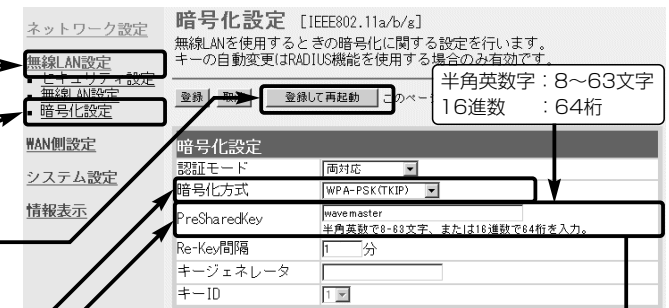 ネットワーク設定
無線LAN設定
セキュリティ設定
無線LAN設定
暗号化設定
WAN側設定
システム設定
情報表示
暗号化設定 [IEEE802.11a/b/g]
無線LANを使用するときの暗号化に関する設定を行います。
キーの自動変更はRADIUS機能を使用する場合のみ有効です。
半角英数字：8〜63文字
16進数　　：64桁
登録 取消 登録して再起動 このペー
暗号化設定
認証モード 両対応
暗号化方式 WPA-PSK(TKIP)
PreSharedKey wavemaster
半角英数で8-63文字、または16進数で64桁を入力。
Re-Key間隔 1 分
キージェネレータ
キーID 1